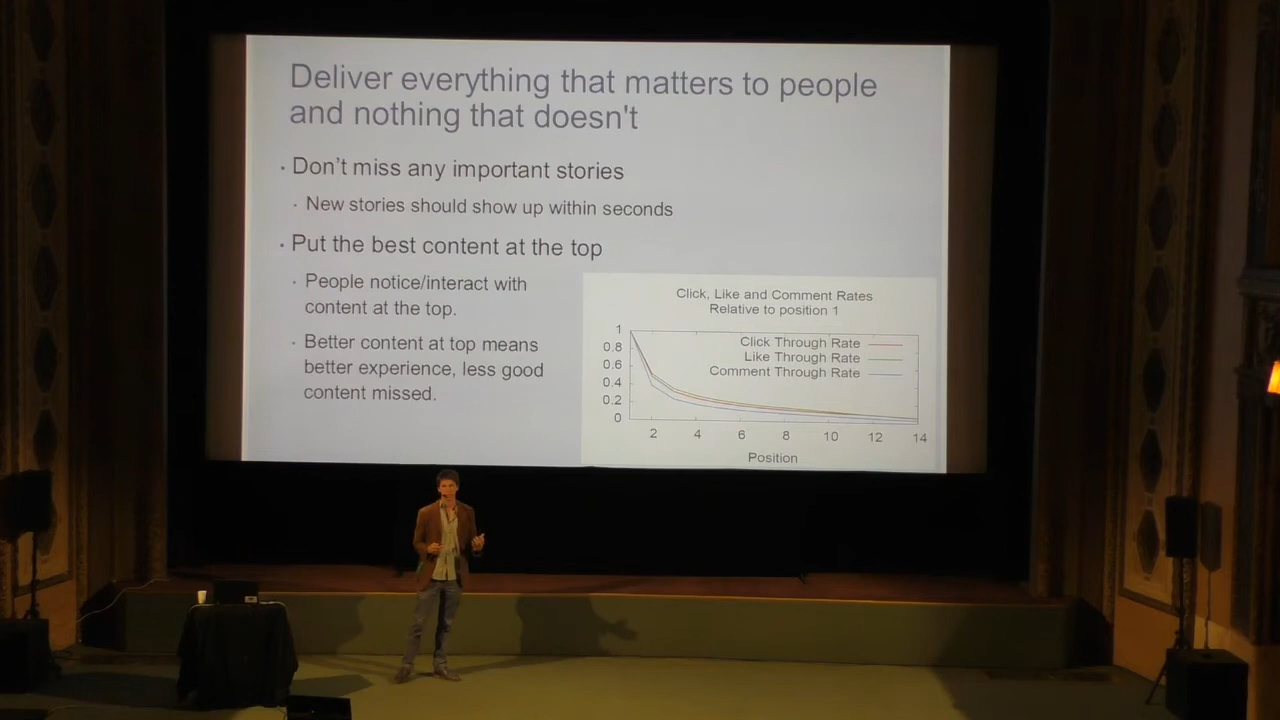 Deliver everything that matters to people
and nothing that doesn't
· Don't miss any important stories
· New stories should show up within seconds
· Put the best content at the top
· People notice/interact with
content at the top.
· Better content at top means
better experience, less good
content missed.
Click, Like and Comment Rates
Relative to position 1
Click Through Rate
Like Through Rate
Comment Through Rate
1
0.8
0.6
0.4
0.2
0
2 4 6 8 10 12 14
Position